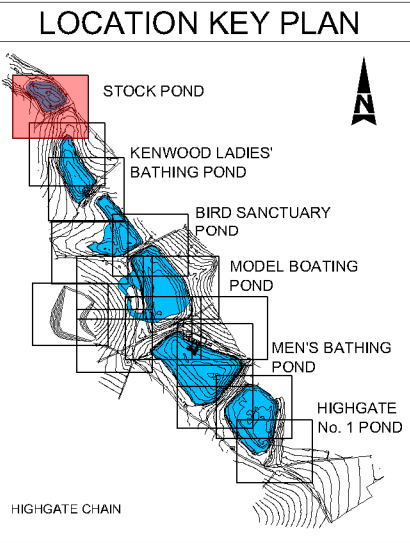 LOCATION KEY PLAN
STOCK POND
N
KENWOOD LADIES'
BATHING POND
BIRD SANCTUARY
POND
MODEL BOATING
POND
MEN'S BATHING
POND
HIGHGATE
No. 1 POND
HIGHGATE CHAIN